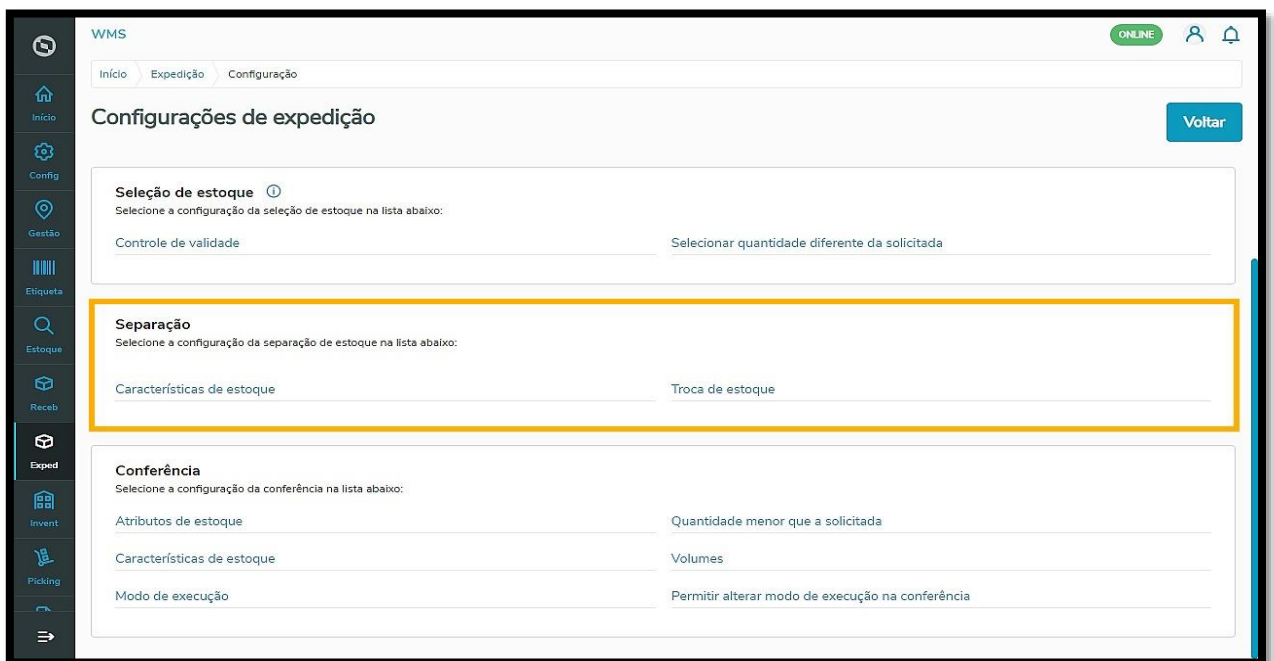 WMS
ONLINE
Início
Expedição
Configuração
Configurações de expedição
Voltar
Início
Config
Gestão
Etiqueta
Estoque
Receb
Exped
Invent
Picking
Seleção de estoque
Selecione a configuração da seleção de estoque na lista abaixo:
Controle de validade
Selecionar quantidade diferente da solicitada
Separação
Selecione a configuração da separação de estoque na lista abaixo:
Características de estoque
Troca de estoque
Conferência
Selecione a configuração da conferência na lista abaixo:
Atributos de estoque
Quantidade menor que a solicitada
Características de estoque
Volumes
Modo de execução
Permitir alterar modo de execução na conferência